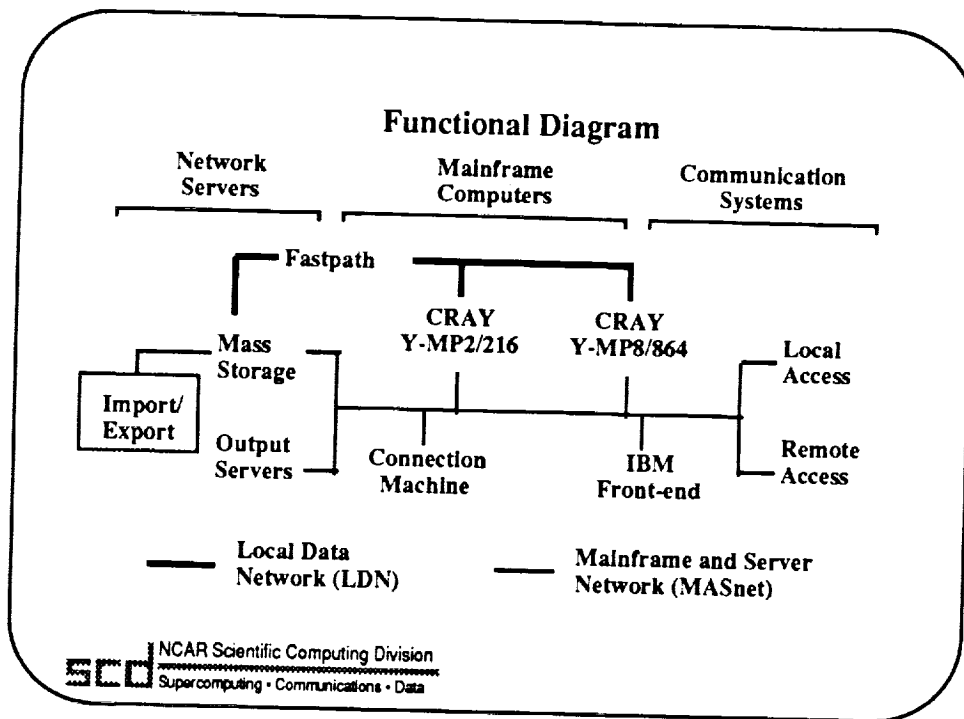 Functional Diagram
Network
Servers
Mainframe
Computers
Communication
Systems
Fastpath
CRAY
Y-MP2/216
CRAY
Y-MP8/864
Mass
Storage
Local
Access
Import/
Export
Output
Servers
Connection
Machine
IBM
Front-end
Remote
Access
Local Data
Network (LDN)
Mainframe and Server
Network (MASnet)
scd
NCAR Scientific Computing Division
Supercomputing • Communications • Data